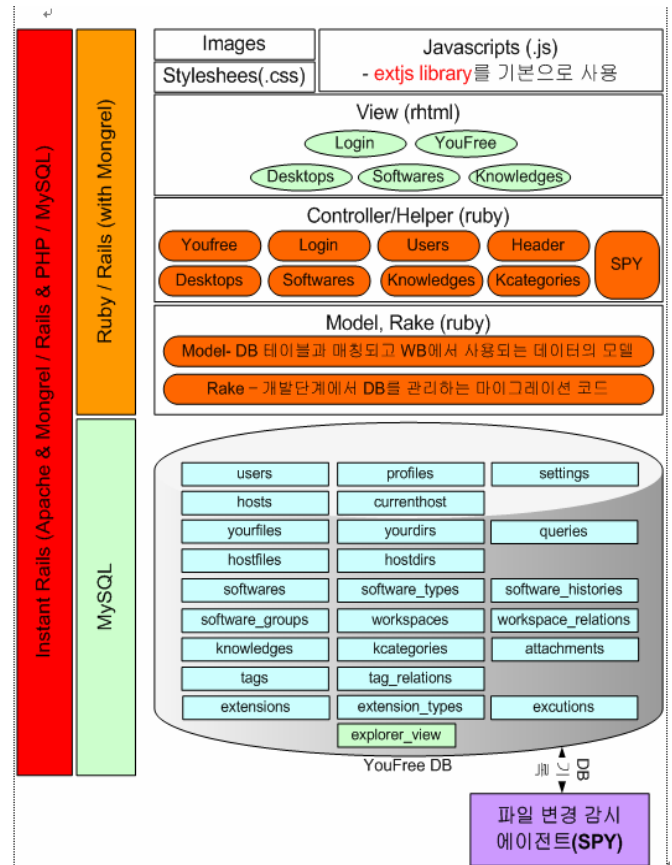 Images
Styleshees(.css)
Javascripts (.js)
- extjs library를 기본으로 사용
View (rhtml)
Login
YouFree
Desktops
Softwares
Knowledges
Controller/Helper (ruby)
Youfree
Login
Users
Header
SPY
Desktops
Softwares
Knowledges
Kcategories
Model, Rake (ruby)
Model- DB 테이블과 매칭되고 WB에서 사용되는 데이터의 모델
Rake – 개발단계에서 DB를 관리하는 마이그레이션 코드
Instant Rails (Apache & Mongrel / Rails & PHP / MySQL)
Ruby / Rails (with Mongrel)
MySQL
users
profiles
settings
hosts
currenthost
yourfiles
yourdirs
queries
hostfiles
hostdirs
softwares
software_types
software_histories
software_groups
workspaces
workspace_relations
knowledges
kcategories
attachments
tags
tag_relations
extensions
extension_types
excutions
explorer_view
YouFree DB
DB
기록
파일 변경 감시
에이전트(SPY)